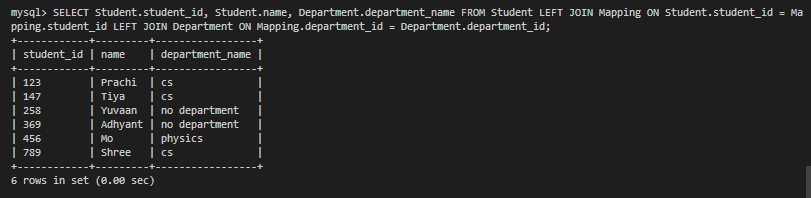 mysql> SELECT Student.student_id, Student.name, Department.department_name FROM Student LEFT JOIN Mapping ON Student.student_id = Ma
pping.student_id LEFT JOIN Department ON Mapping.department_id = Department.department_id;
+------------+---------+-----------------+
| student_id | name    | department_name |
+------------+---------+-----------------+
| 123        | Prachi  | cs              |
| 147        | Tiya    | cs              |
| 258        | Yuvaan  | no department   |
| 369        | Adhyant | no department   |
| 456        | Mo      | physics         |
| 789        | Shree   | cs              |
+------------+---------+-----------------+
6 rows in set (0.00 sec)